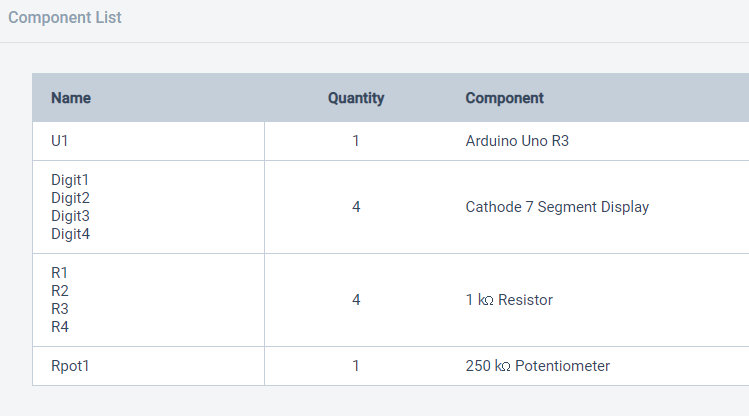 Component List
Name Quantity Component
U1 1 Arduino Uno R3
Digit1
Digit2
Digit3
Digit4
4 Cathode 7 Segment Display
R1
R2
R3
R4
4 1 kΩ Resistor
Rpot1 1 250 kΩ Potentiometer